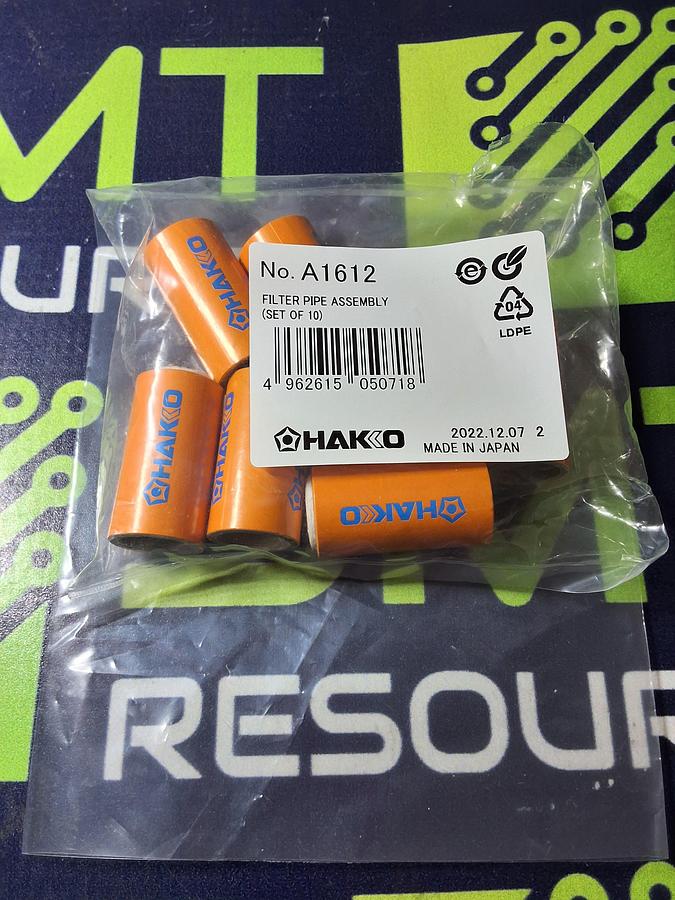 MT
No. A1612
FILTER PIPE ASSEMBLY
(SET OF 10)
4 962615 050718
04
LDPE
HAKKO
2022.12.07 2
MADE IN JAPAN
HAKKO
HAKKO
HAKKO
HAKKO
RESOUR